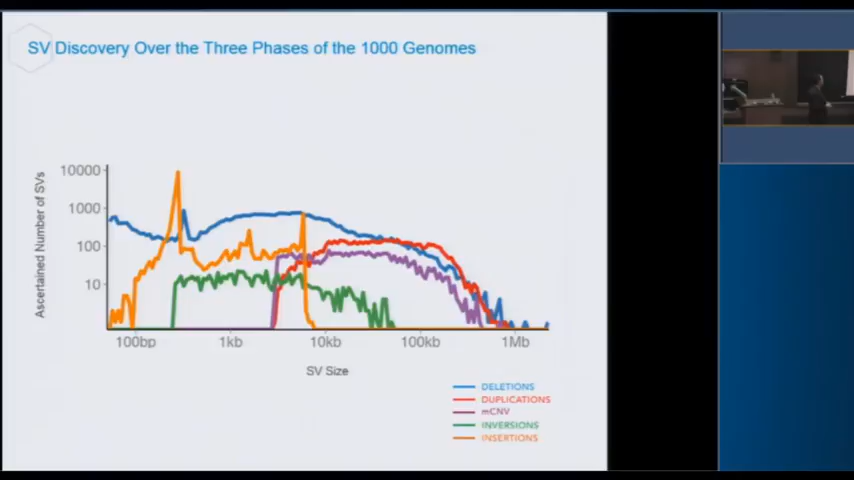 SV Discovery Over the Three Phases of the 1000 Genomes
Ascertained Number of SVs
10000
1000
100
10
100bp
1kb
10kb
100kb
1Mb
SV Size
DELETIONS
DUPLICATIONS
mCNV
INVERSIONS
INSERTIONS